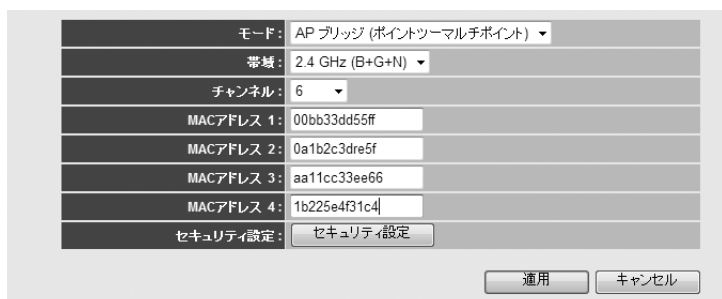 モード: AP ブリッジ (ポイントツーマルチポイント)
帯域: 2.4 GHz (B+G+N)
チャンネル: 6
MACアドレス 1: 00bb33dd55ff
MACアドレス 2: 0a1b2c3dre5f
MACアドレス 3: aa11cc33ee66
MACアドレス 4: 1b225e4f31c4
セキュリティ設定: セキュリティ設定
適用 キャンセル